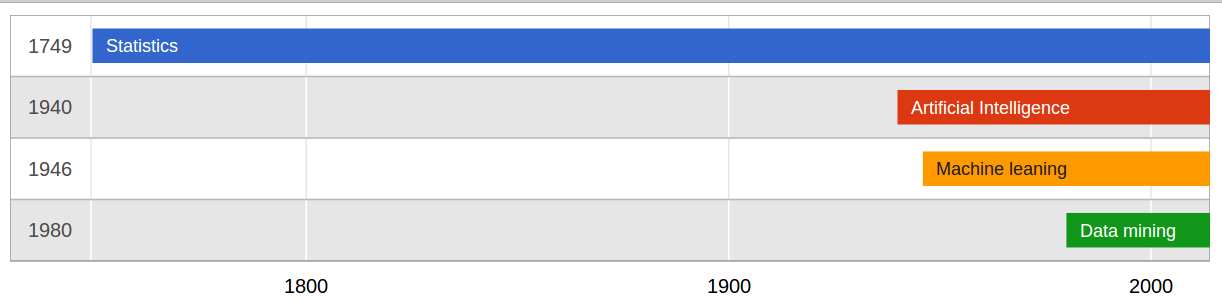 1749 Statistics
1940 Artificial Intelligence
1946 Machine leaning
1980 Data mining
1800 1900 2000